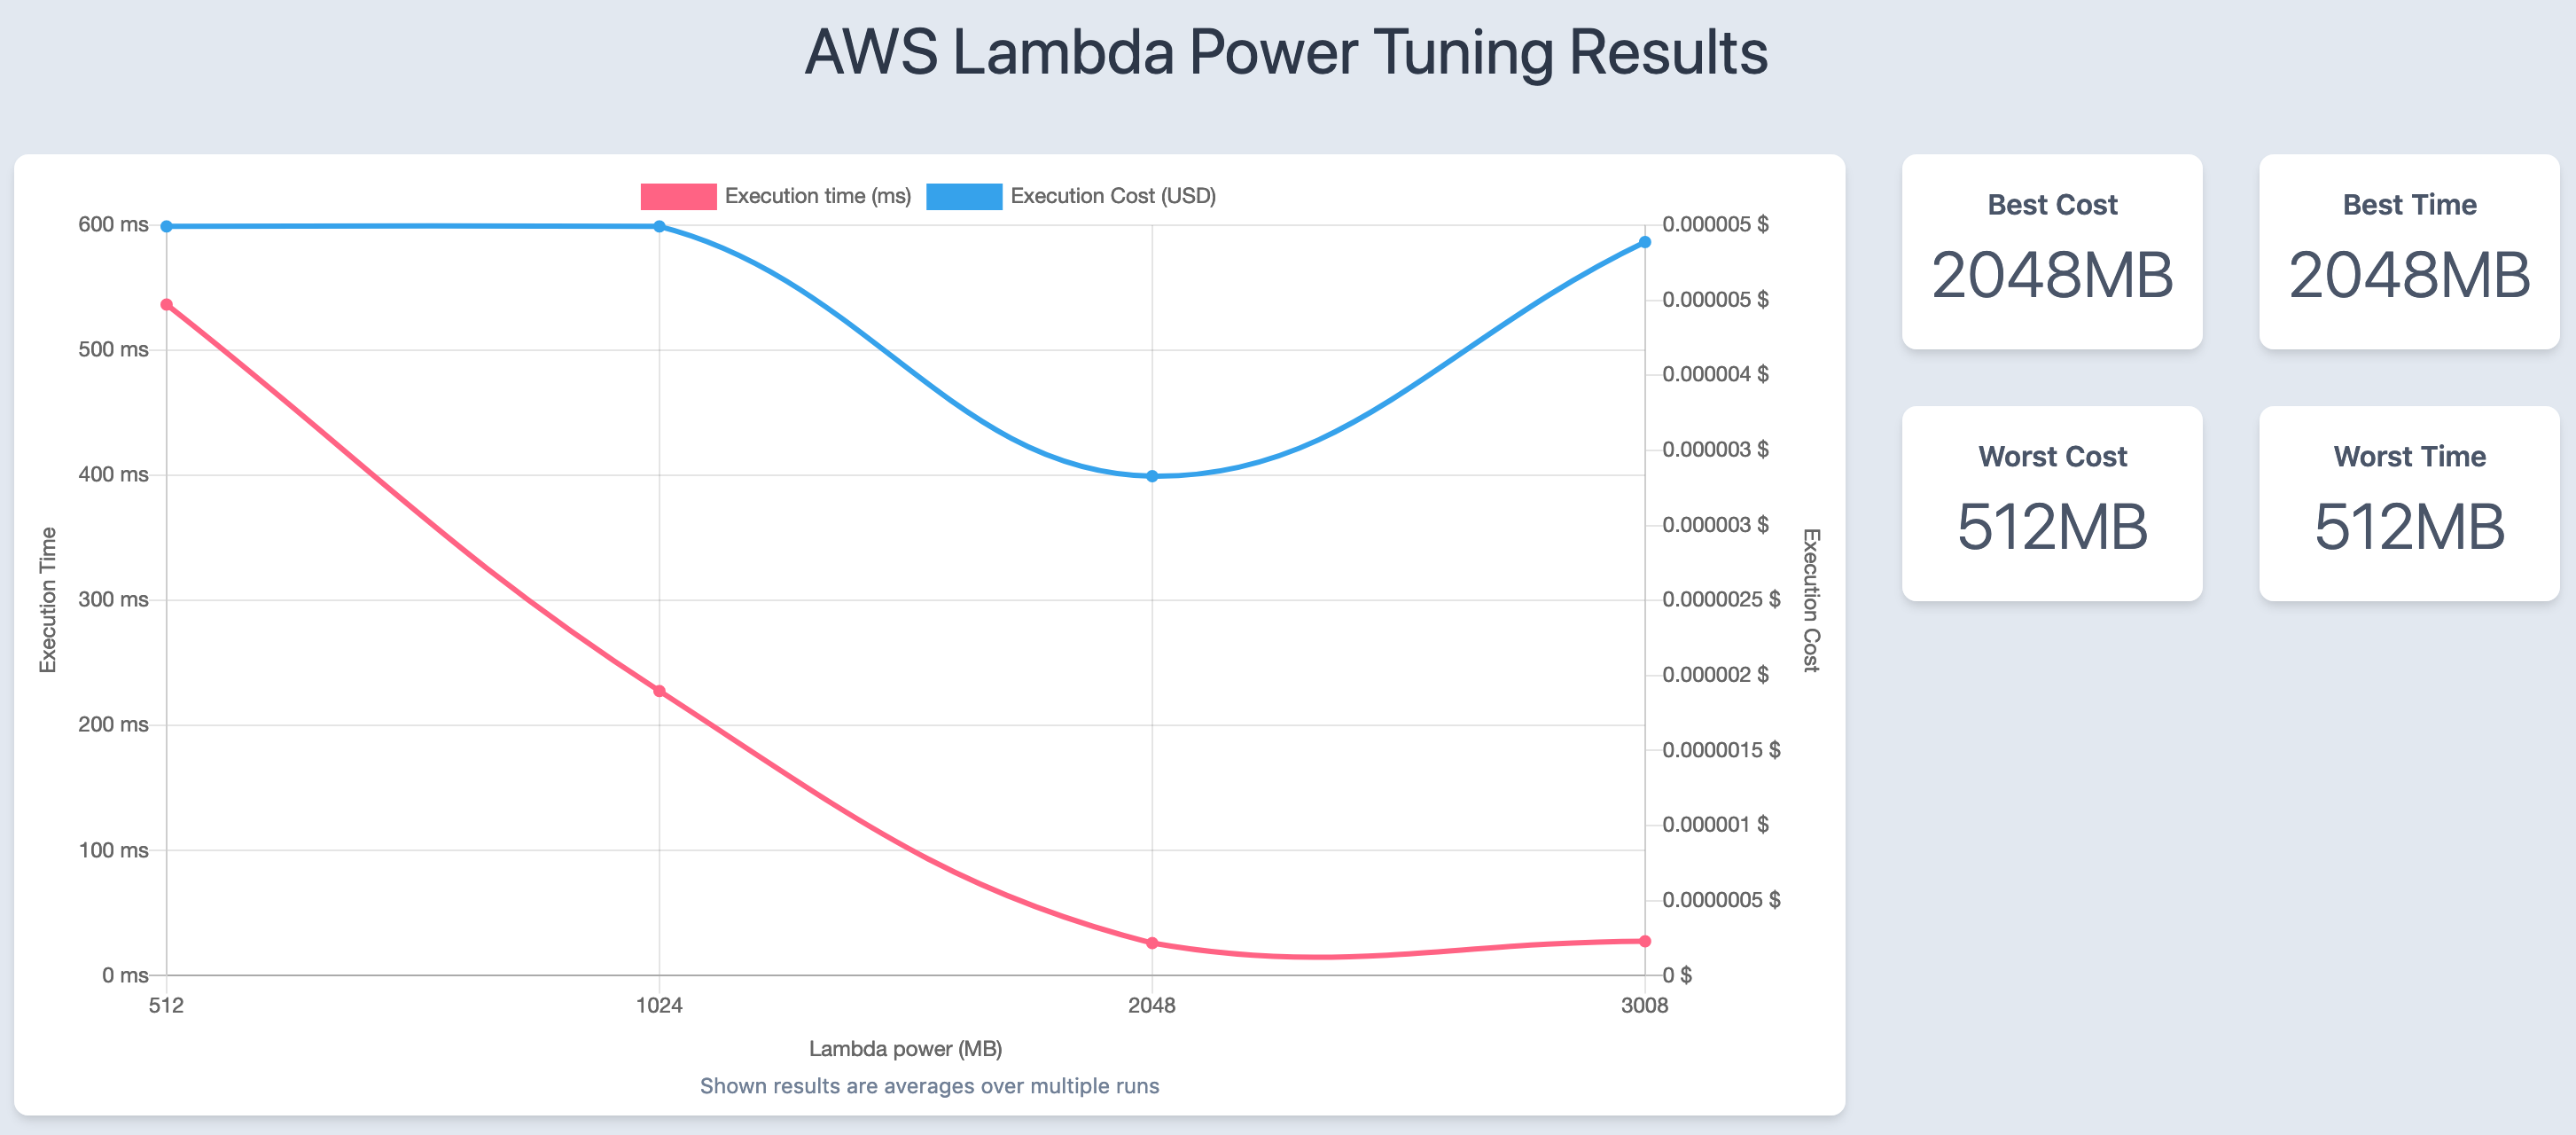 AWS Lambda Power Tuning Results
Execution time (ms)
Execution Cost (USD)
600 ms
500 ms
400 ms
300 ms
200 ms
100 ms
0 ms
Execution Time
0.000005 $
0.000005 $
0.000004 $
0.000003 $
0.000003 $
0.0000025 $
0.000002 $
0.0000015 $
0.000001 $
0.0000005 $
0 $
Execution Cost
512
1024
2048
3008
Lambda power (MB)
Shown results are averages over multiple runs
Best Cost
2048MB
Best Time
2048MB
Worst Cost
512MB
Worst Time
512MB